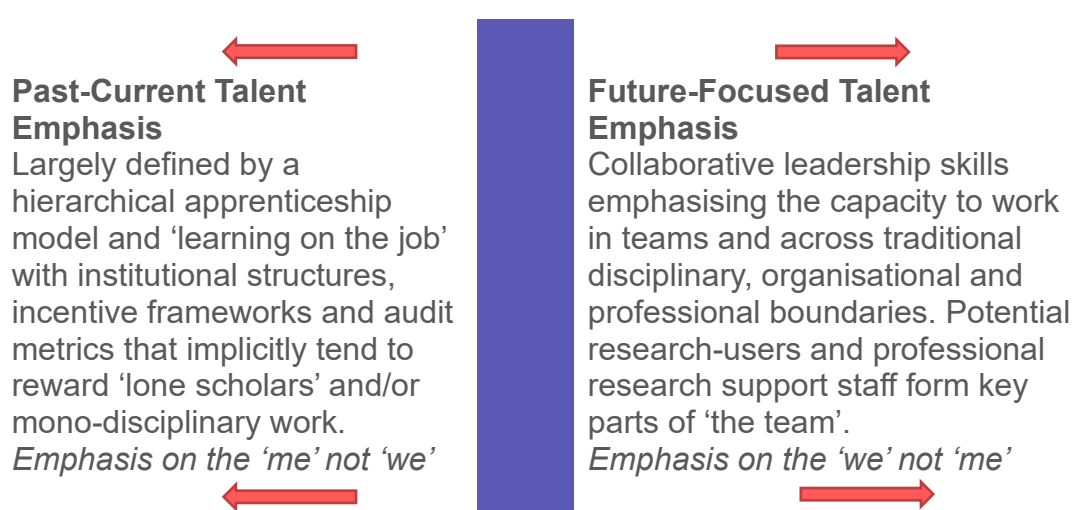 Past-Current Talent
Emphasis
Largely defined by a
hierarchical apprenticeship
model and ‘learning on the job’
with institutional structures,
incentive frameworks and audit
metrics that implicitly tend to
reward ‘lone scholars’ and/or
mono-disciplinary work.
Emphasis on the ‘me’ not ‘we’
Future-Focused Talent
Emphasis
Collaborative leadership skills
emphasising the capacity to work
in teams and across traditional
disciplinary, organisational and
professional boundaries. Potential
research-users and professional
research support staff form key
parts of ‘the team’.
Emphasis on the ‘we’ not ‘me’